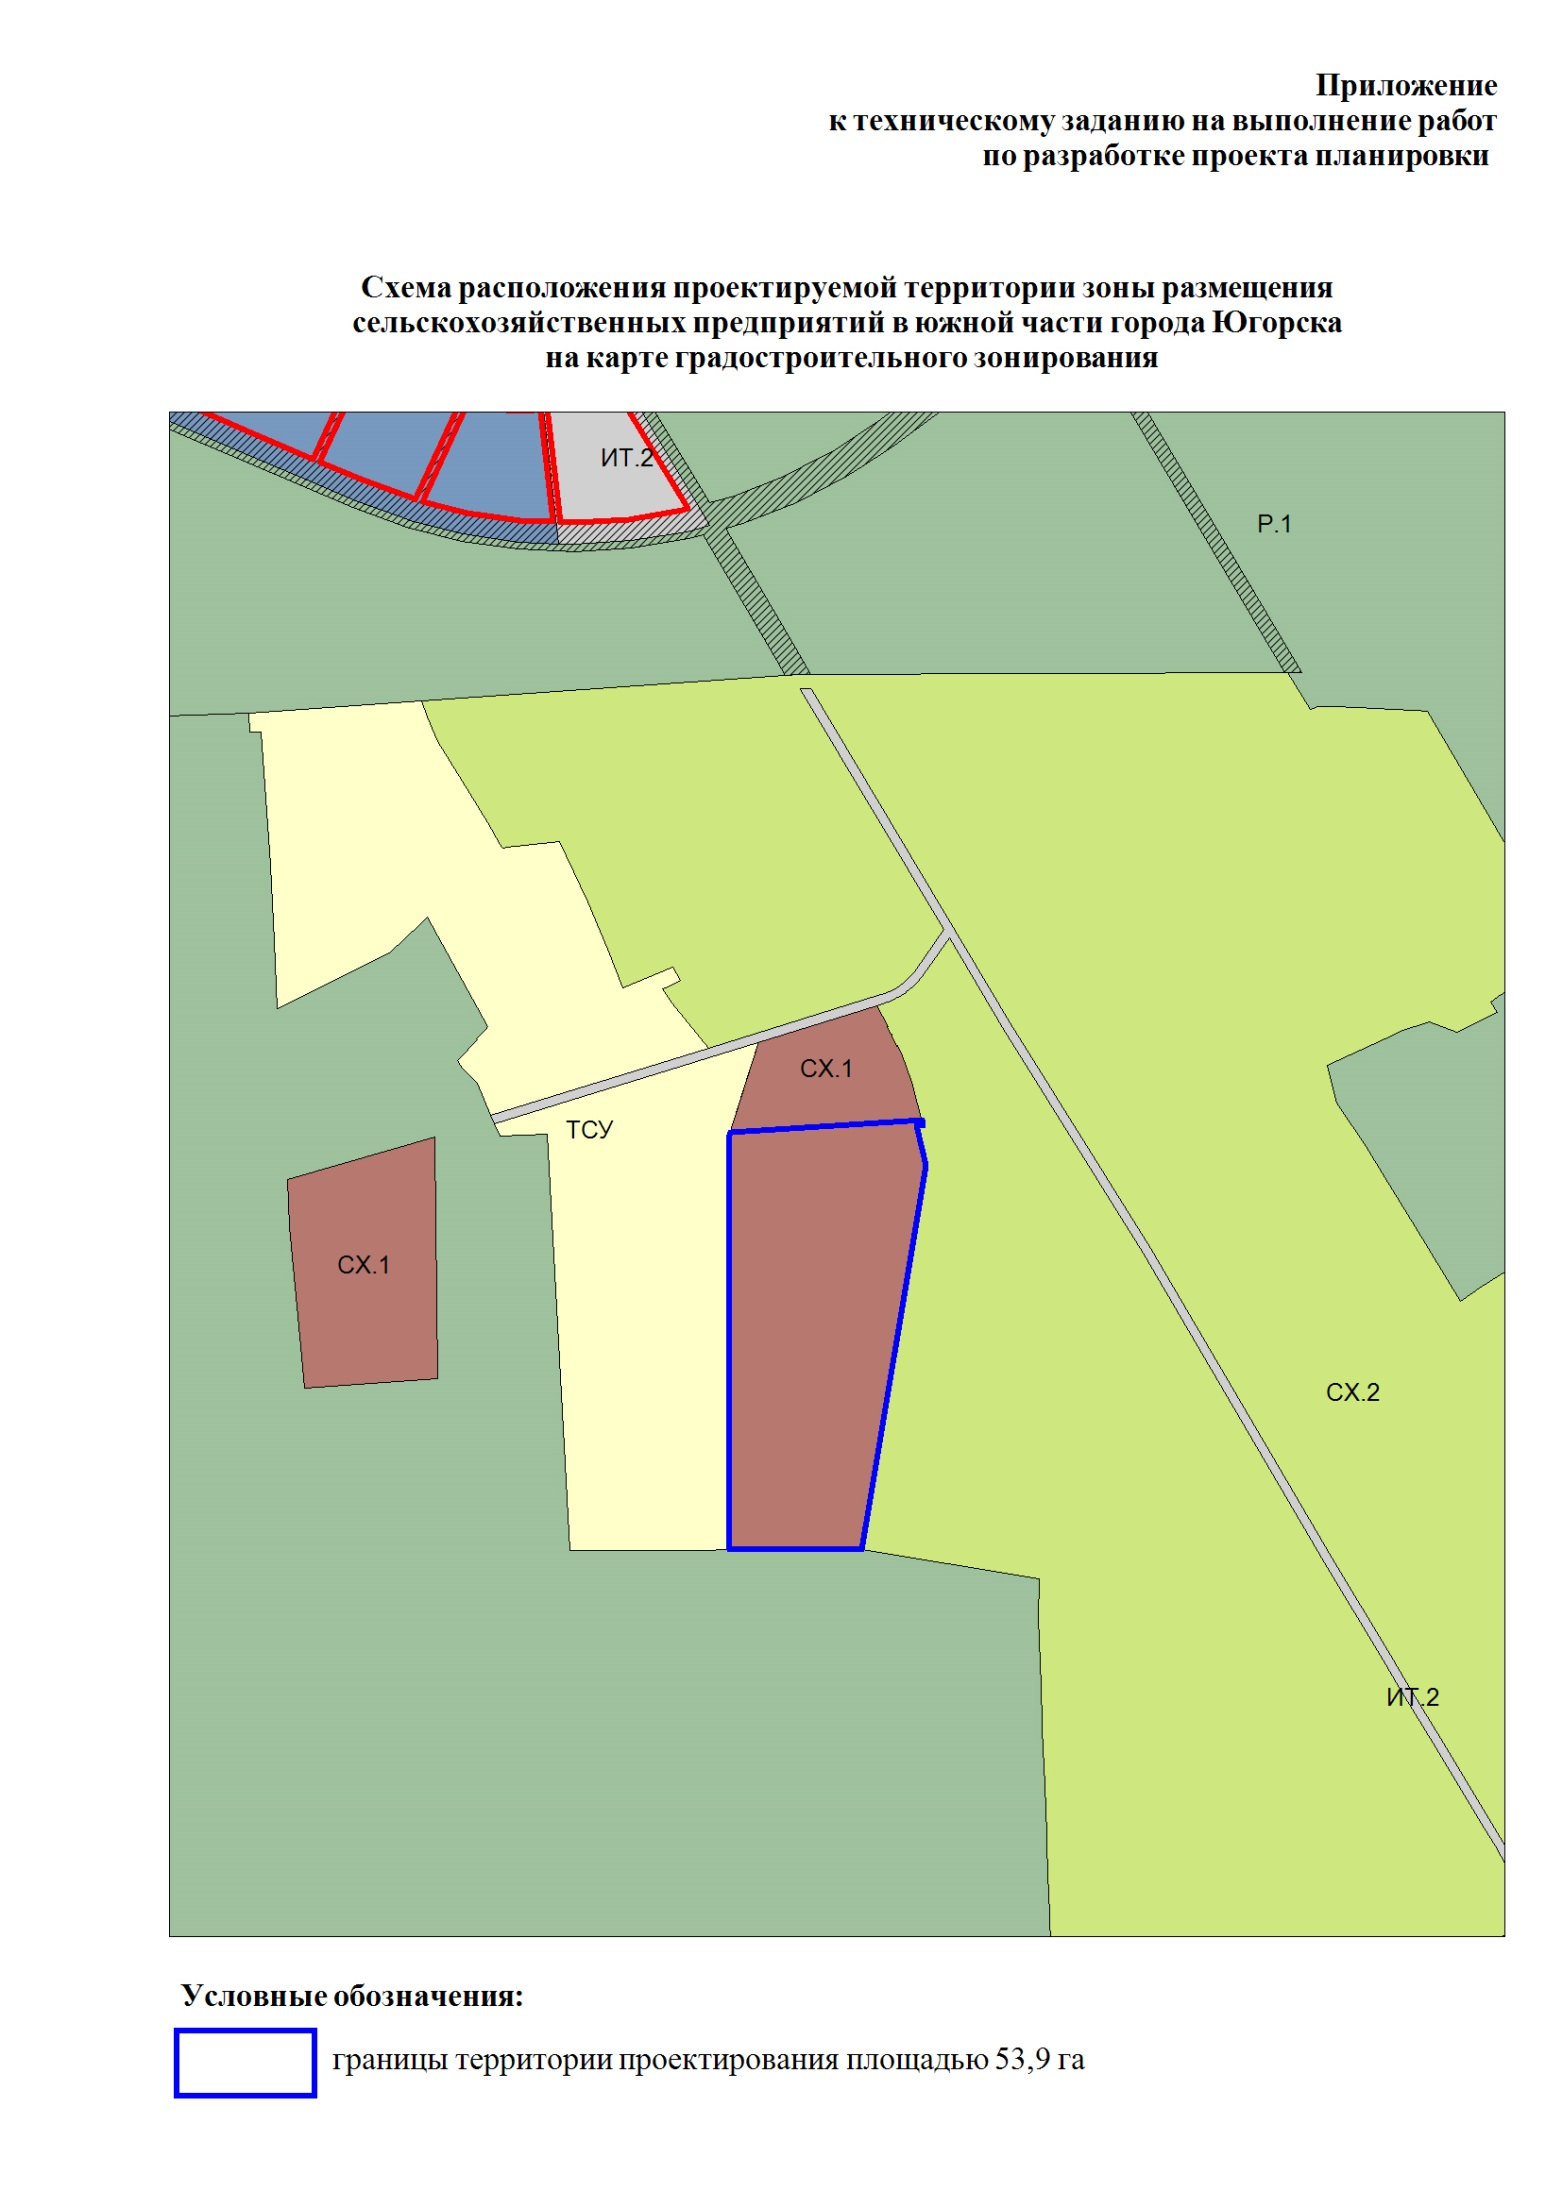 Приложение
к техническому заданию на выполнение работ
по разработке проекта планировки
Схема расположения проектируемой территории зоны размещения
сельскохозяйственных предприятий в южной части города Югорска
на карте градостроительного зонирования
ИТ.2
Р.1
СХ.1
ТСУ
СХ.1
СХ.2
ИТ.2
Условные обозначения:
границы территории проектирования площадью 53,9 га